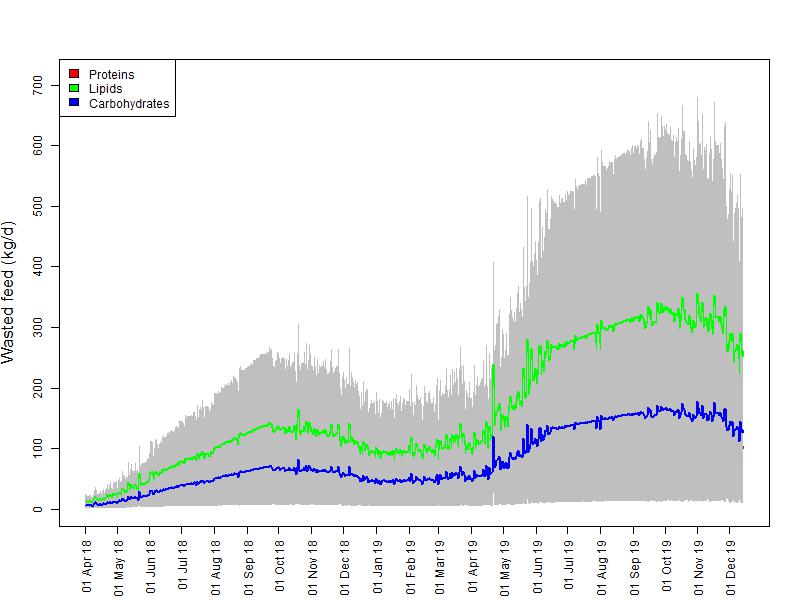 Proteins
Lipids
Carbohydrates
Wasted feed (kg/d)
700
600
500
400
300
200
100
0
01 Apr 18
01 May 18
01 Jun 18
01 Jul 18
01 Aug 18
01 Sep 18
01 Oct 18
01 Nov 18
01 Dec 18
01 Jan 19
01 Feb 19
01 Mar 19
01 Apr 19
01 May 19
01 Jun 19
01 Jul 19
01 Aug 19
01 Sep 19
01 Oct 19
01 Nov 19
01 Dec 19